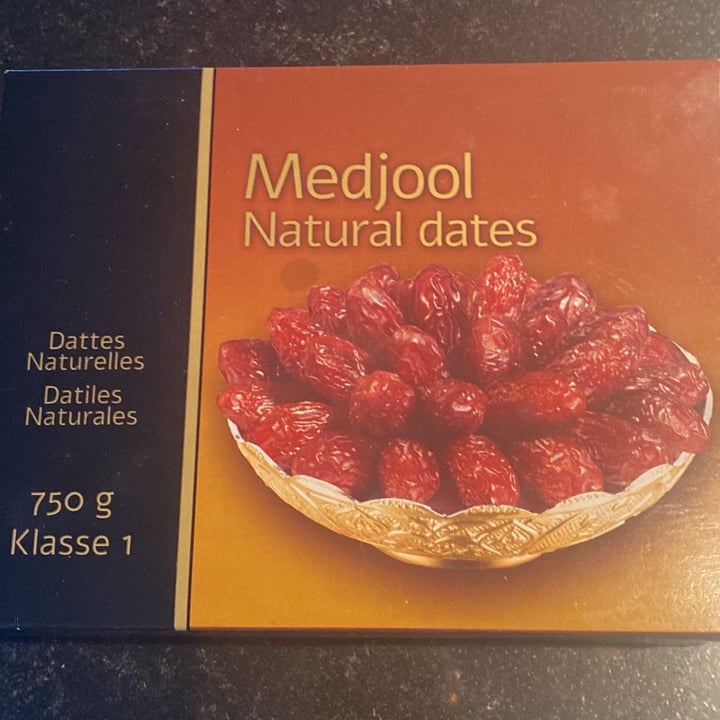 Medjool
Natural dates
Dattes
Naturelles
Datiles
Naturales
750 g
Klasse 1